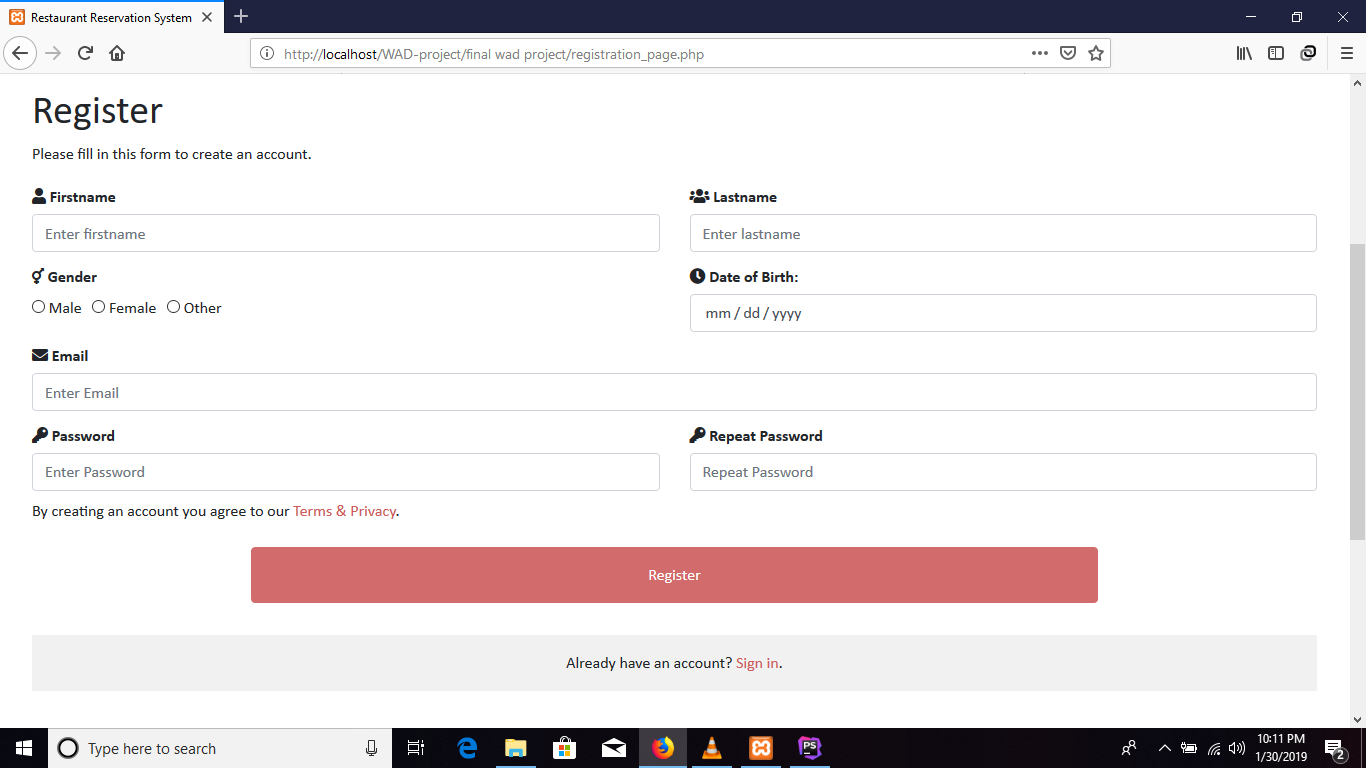 Restaurant Reservation System
http://localhost/WAD-project/final wad project/registration_page.php
Register
Please fill in this form to create an account.
Firstname Lastname
Enter firstname Enter lastname
Gender Date of Birth:
Male Female Other mm / dd / yyyy
Email
Enter Email
Password Repeat Password
Enter Password Repeat Password
By creating an account you agree to our Terms & Privacy.
Register
Already have an account? Sign in.
Type here to search
PS
10:11 PM
1/30/2019
2